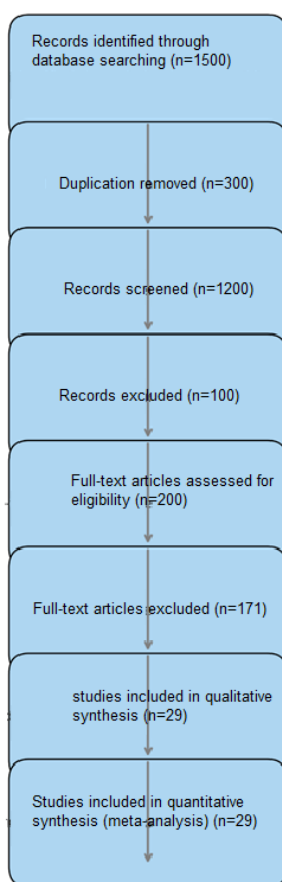 Records identified through
database searching (n=1500)
Duplication removed (n=300)
Records screened (n=1200)
Records excluded (n=100)
Full-text articles assessed for
eligibility (n=200)
Full-text articles excluded (n=171)
studies included in qualitative
synthesis (n=29)
Studies included in quantitative
synthesis (meta-analysis) (n=29)